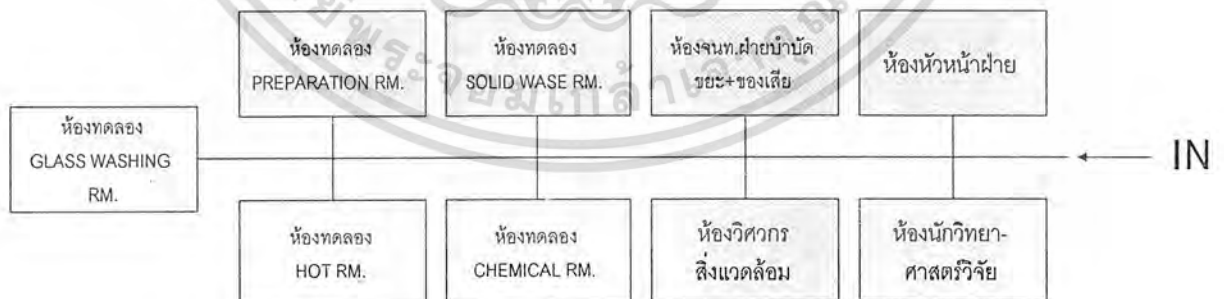 ห้องทดลอง
PREPARATION RM.
ห้องทดลอง
SOLID WASE RM.
ห้องจนท.ฝ่ายบำบัด
ขยะ+ของเสีย
ห้องหัวหน้าฝ่าย
ห้องทดลอง
GLASS WASHING
RM.
IN
ห้องทดลอง
HOT RM.
ห้องทดลอง
CHEMICAL RM.
ห้องวิศวกร
สิ่งแวดล้อม
ห้องนักวิทยา-
ศาสตร์วิจัย